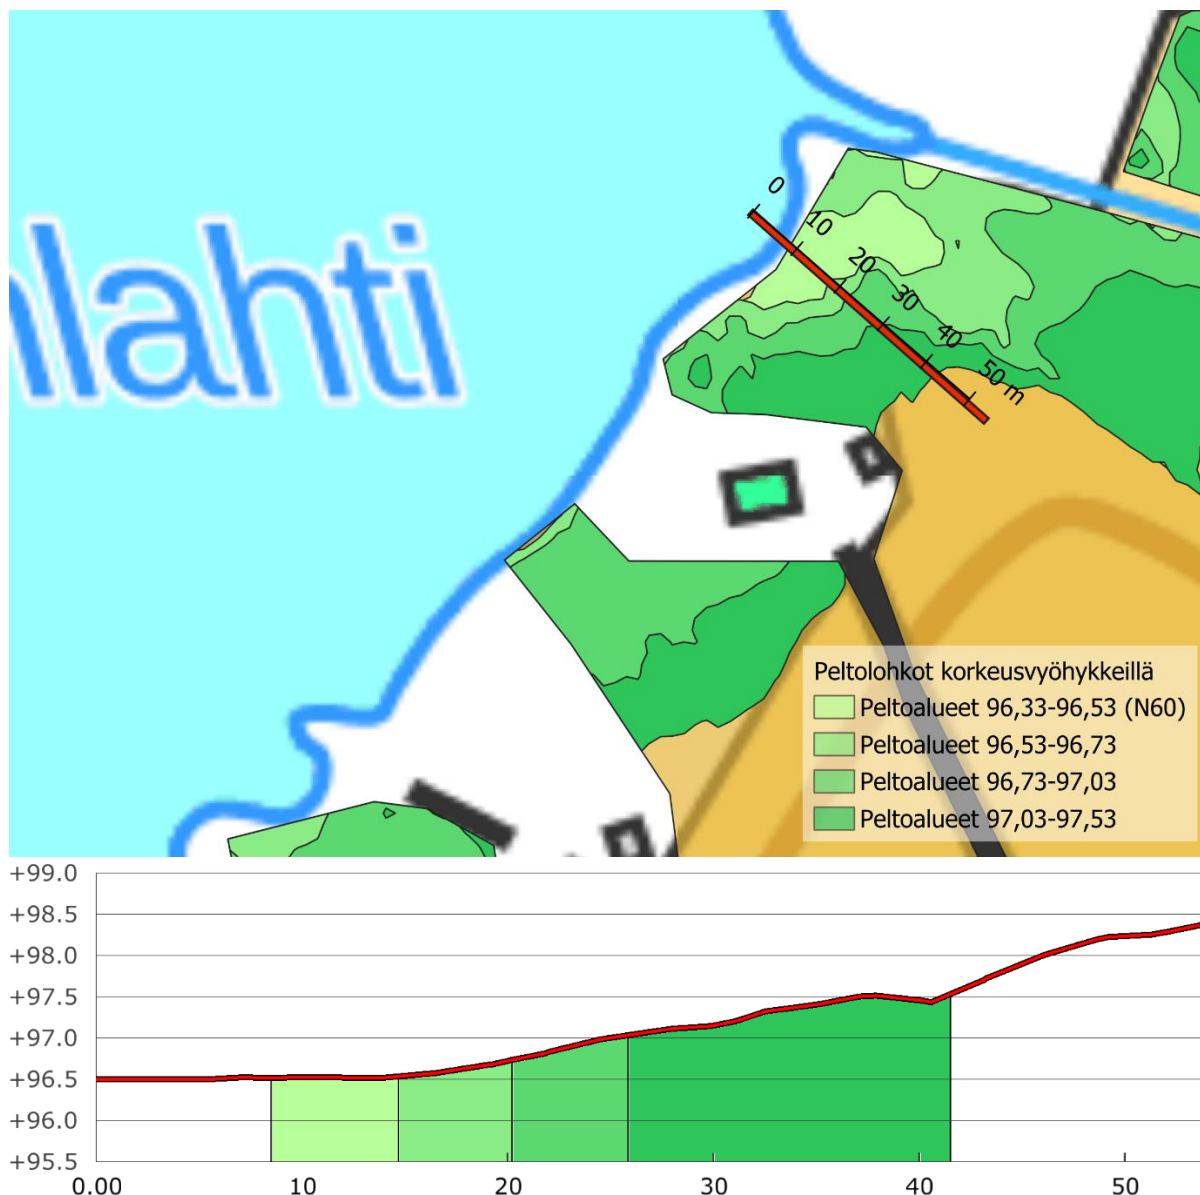 nlahti
0
10
20
30
40
50 m
Peltolohkot korkeusvyöhykkeillä
Peltoalueet 96,33-96,53 (N60)
Peltoalueet 96,53-96,73
Peltoalueet 96,73-97,03
Peltoalueet 97,03-97,53
+99.0
+98.5
+98.0
+97.5
+97.0
+96.5
+96.0
+95.5
0.00 10 20 30 40 50